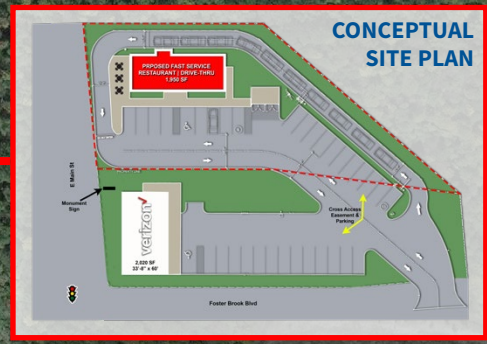 CONCEPTUAL
SITE PLAN
PRPOSED FAST SERVICE
RESTAURANT | DRIVE-THRU
1,950 SF
E Main St
Monument
Sign
verizon
2,020 SF
33'-8" x 60'
Cross Access
Easement &
Parking
Foster Brook Blvd